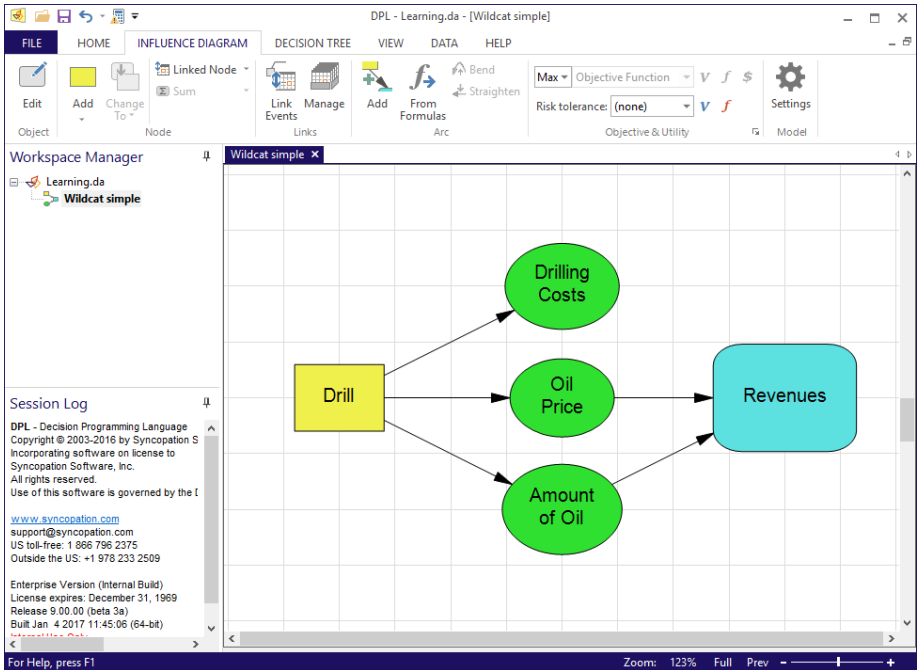 DPL - Learning.da - [Wildcat simple]
FILE HOME INFLUENCE DIAGRAM DECISION TREE VIEW DATA HELP
Edit
Object
Add
Change To
Linked Node
Sum
Node
Link Events
Manage
Links
Add
From Formulas
Bend
Straighten
Arc
Max Objective Function V f $
Risk tolerance: (none) V f
Objective & Utility
Settings
Model
Workspace Manager
Learning.da
Wildcat simple
Session Log
DPL - Decision Programming Language
Copyright © 2003-2016 by Syncopation S
Incorporating software on license to
Syncopation Software, Inc.
All rights reserved.
Use of this software is governed by the
www.syncopation.com
support@syncopation.com
US toll-free: 1 866 796 2375
Outside the US: +1 978 233 2509
Enterprise Version (Internal Build)
License expires: December 31, 1969
Release 9.00.00 (beta 3a)
Built Jan 4 2017 11:45:06 (64-bit)
Wildcat simple
Drilling
Costs
Drill
Oil
Price
Revenues
Amount
of Oil
For Help, press F1
Zoom: 123% Full Prev - +